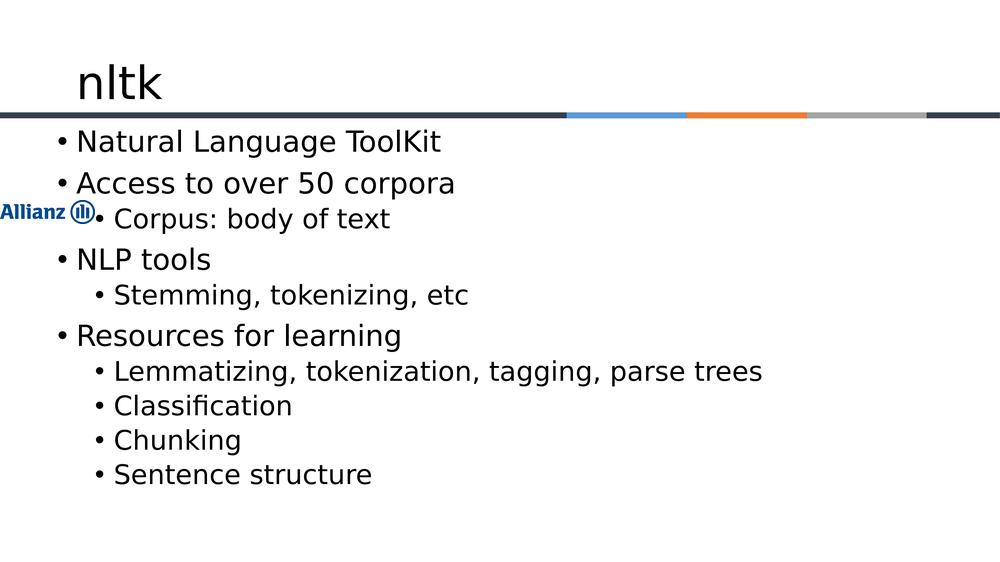 nltk
• Natural Language ToolKit
• Access to over 50 corpora
Allianz
• Corpus: body of text
• NLP tools
• Stemming, tokenizing, etc
• Resources for learning
• Lemmatizing, tokenization, tagging, parse trees
• Classification
• Chunking
• Sentence structure